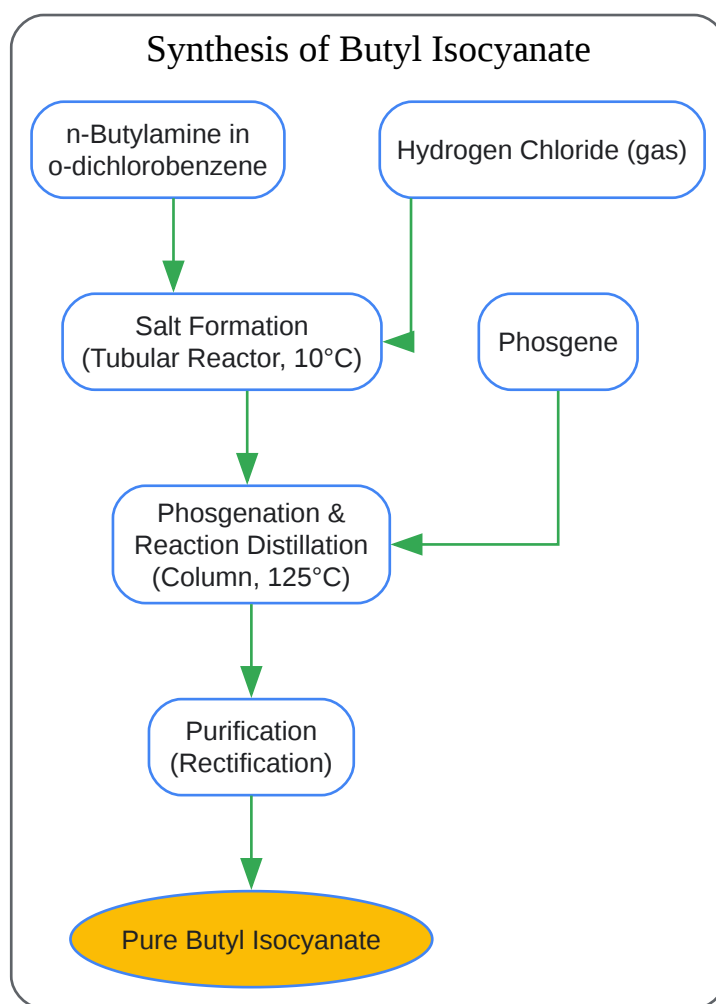 Synthesis of Butyl Isocyanate
n-Butylamine in
o-dichlorobenzene
Hydrogen Chloride (gas)
Salt Formation
(Tubular Reactor, 10°C)
Phosgene
Phosgenation &
Reaction Distillation
(Column, 125°C)
Purification
(Rectification)
Pure Butyl Isocyanate